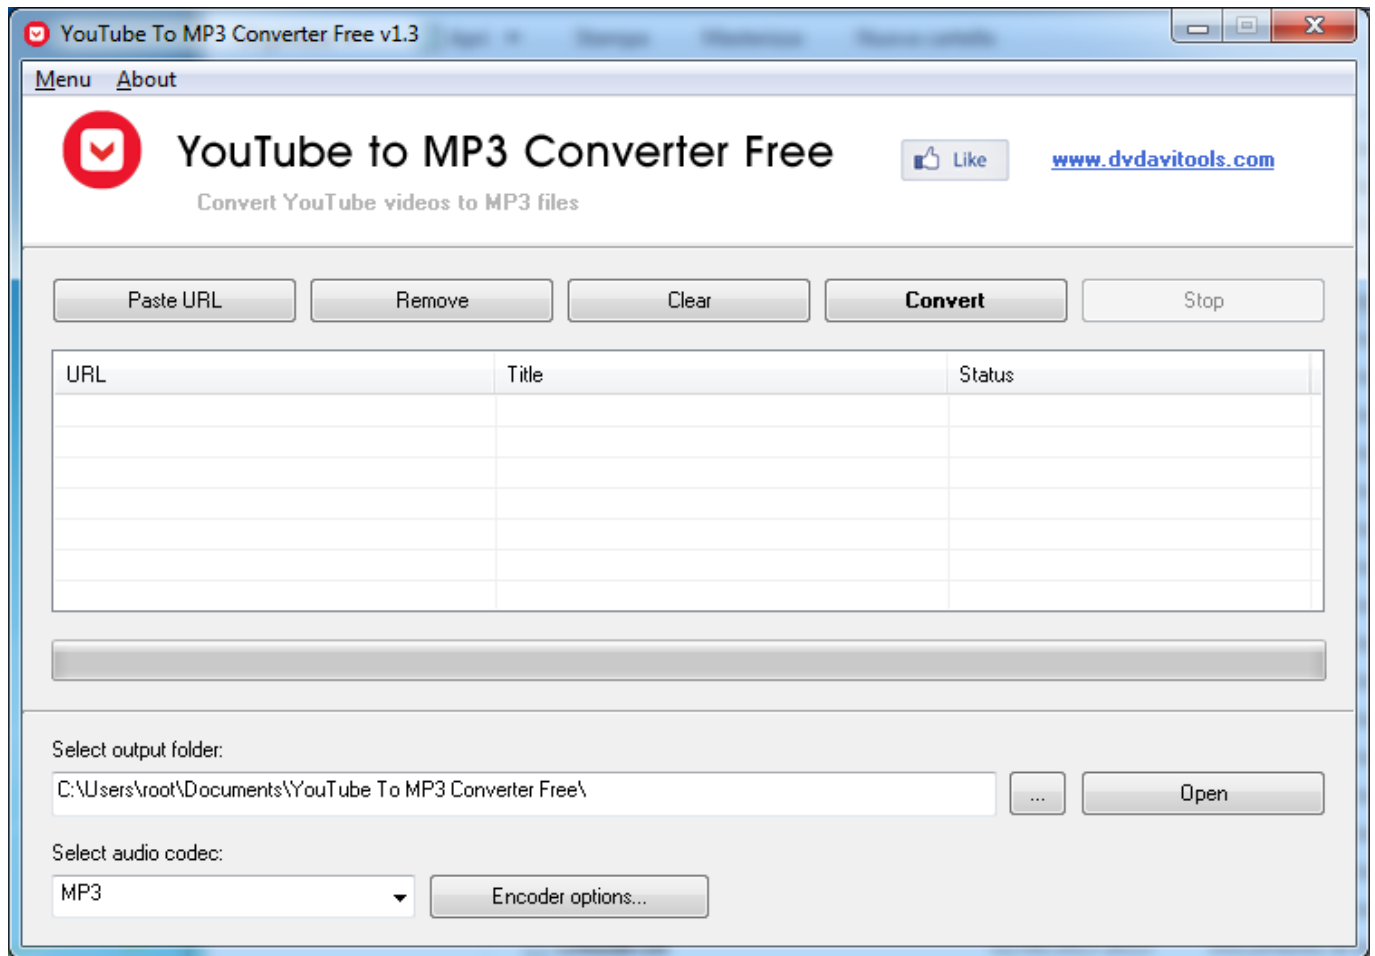 YouTube To MP3 Converter Free v1.3
Menu About
YouTube to MP3 Converter Free
Like
www.dvdavitools.com
Convert YouTube videos to MP3 files
Paste URL Remove Clear Convert Stop
URL Title Status
Select output folder:
C:\Users\root\Documents\YouTube To MP3 Converter Free\
... Open
Select audio codec:
MP3 Encoder options...